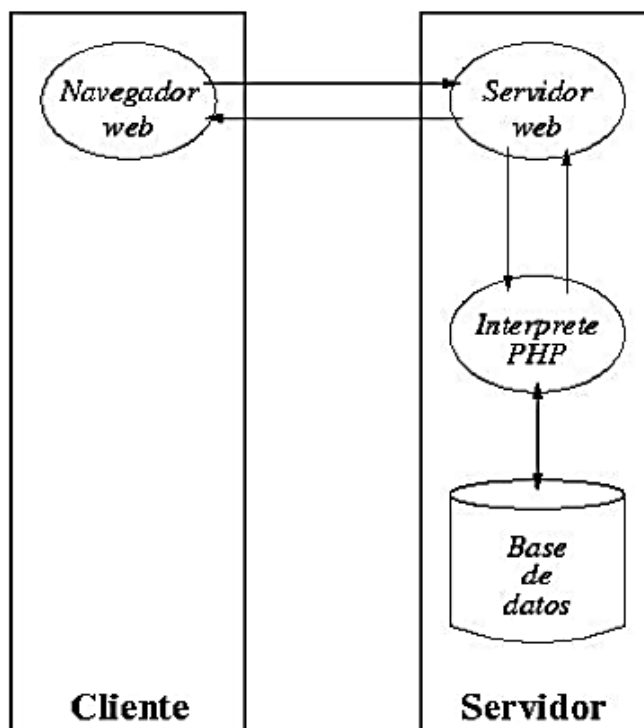 Navegador
web
Servidor
web
Interprete
PHP
Base
de
datos
Cliente
Servidor